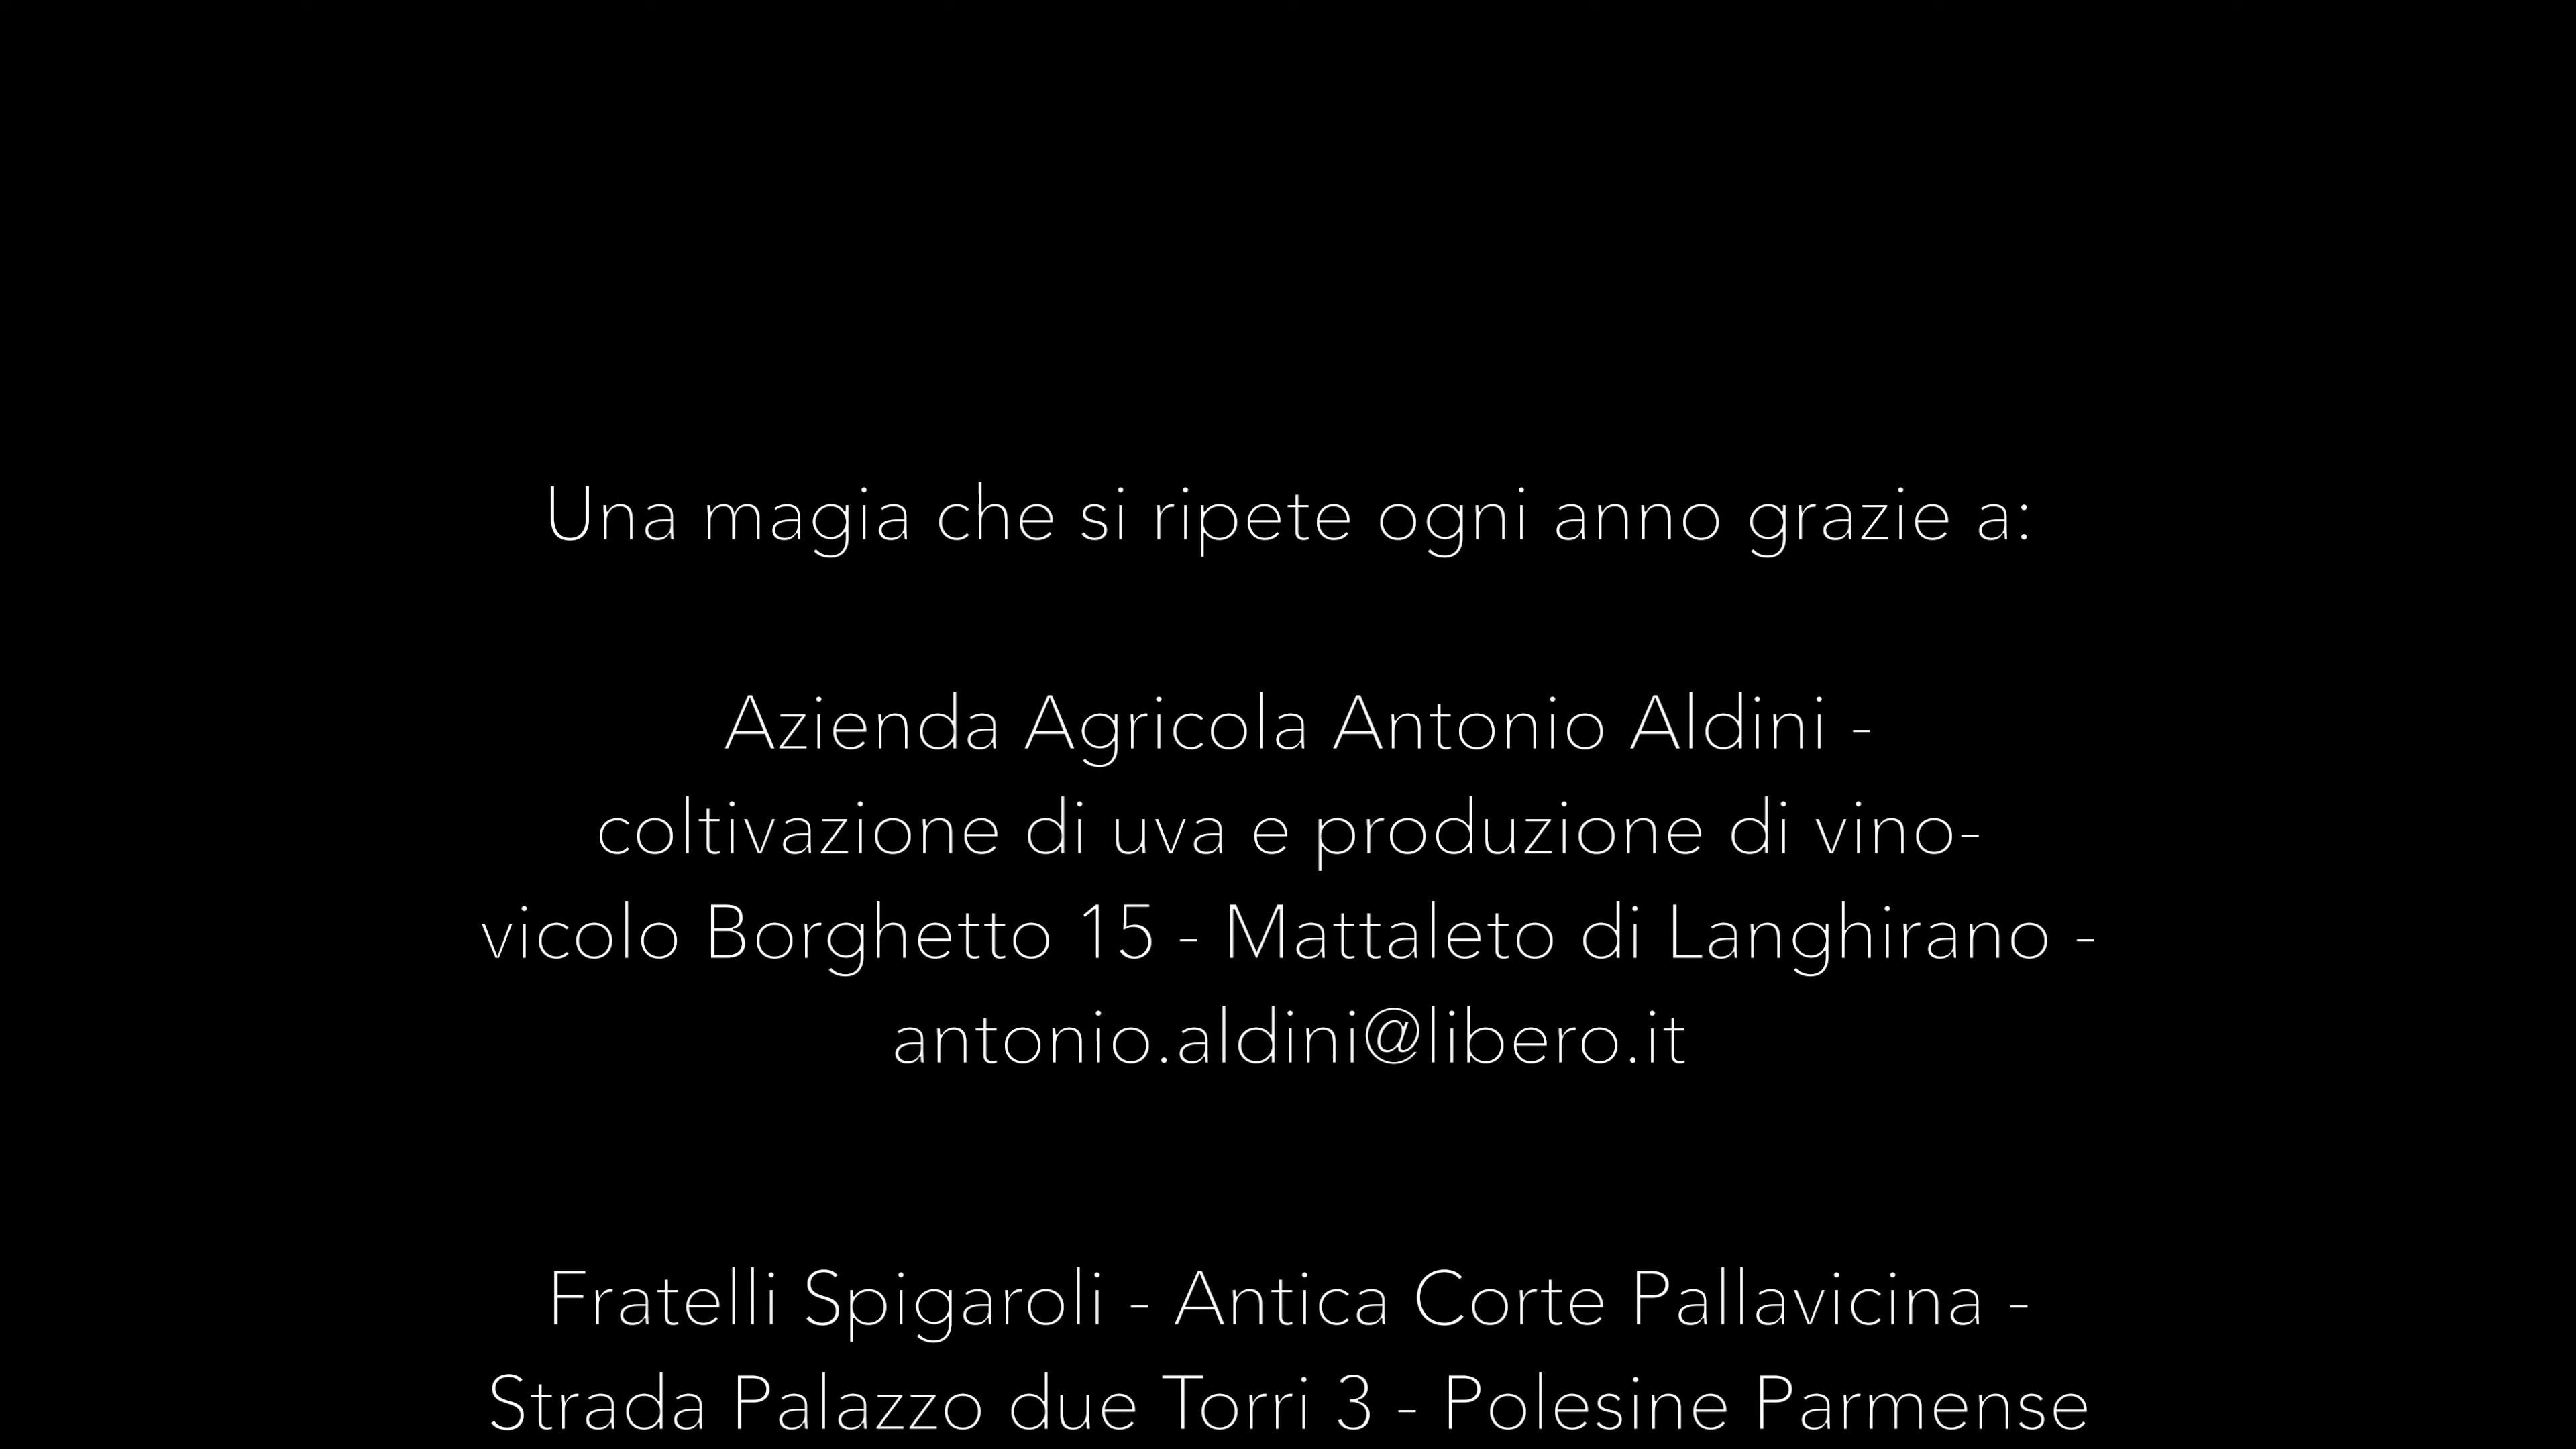 Una magia che si ripete ogni anno grazie a:
Azienda Agricola Antonio Aldini -
coltivazione di uva e produzione di vino-
vicolo Borghetto 15 - Mattaleto di Langhirano -
antonio.aldini@libero.it
Fratelli Spigaroli - Antica Corte Pallavicina -
Strada Palazzo due Torri 3 - Polesine Parmense